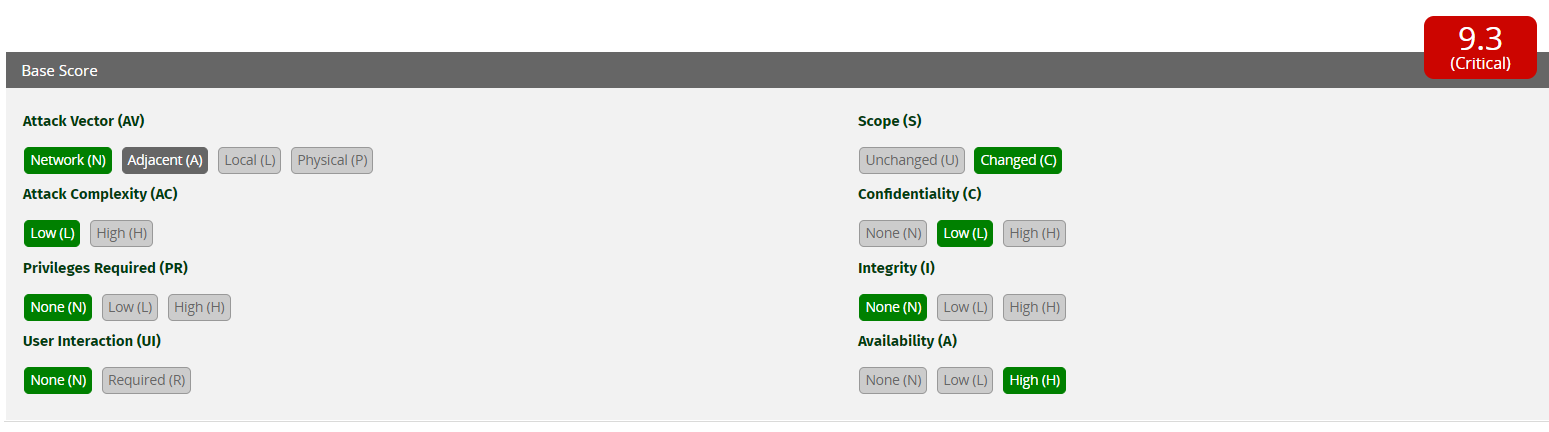 9.3
(Critical)
Base Score
Attack Vector (AV)
Network (N) Adjacent (A) Local (L) Physical (P)
Attack Complexity (AC)
Low (L) High (H)
Privileges Required (PR)
None (N) Low (L) High (H)
User Interaction (UI)
None (N) Required (R)
Scope (S)
Unchanged (U) Changed (C)
Confidentiality (C)
None (N) Low (L) High (H)
Integrity (I)
None (N) Low (L) High (H)
Availability (A)
None (N) Low (L) High (H)